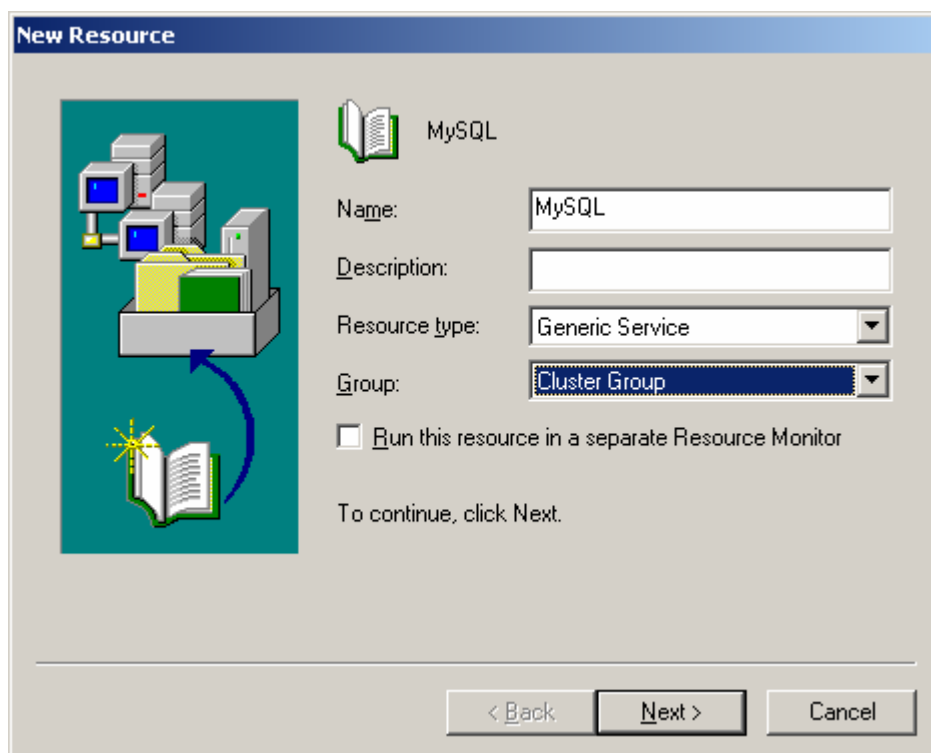 New Resource
MySQL
Name: MySQL
Description:
Resource type: Generic Service
Group: Cluster Group
Run this resource in a separate Resource Monitor
To continue, click Next.
< Back Next > Cancel